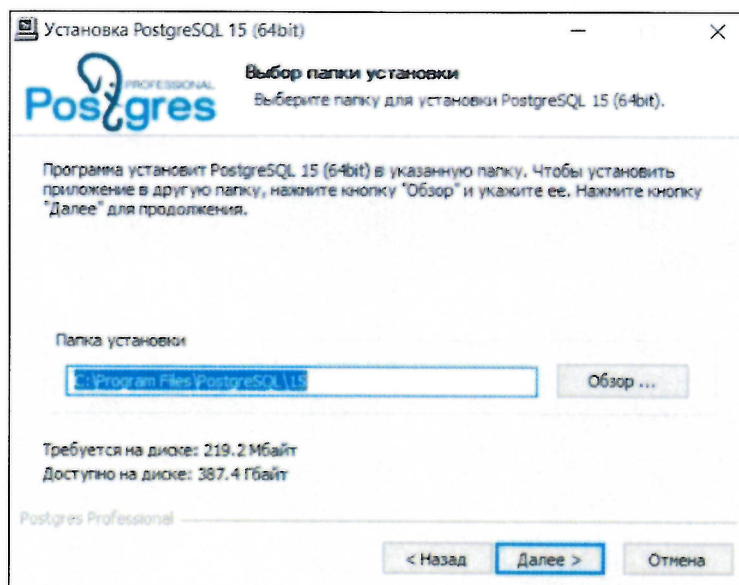 Установка PostgreSQL 15 (64bit)
PROFESSIONAL
Postgres
Выбор папки установки
Выберите папку для установки PostgreSQL 15 (64bit).
Программа установит PostgreSQL 15 (64bit) в указанную папку. Чтобы установить
приложение в другую папку, нажмите кнопку "Обзор" и укажите ее. Нажмите кнопку
"Далее" для продолжения.
Папка установки
C:\Program Files\PostgreSQL\15
Обзор ...
Требуется на диске: 219.2 Мбайт
Доступно на диске: 387.4 Гбайт
Postgres Professional
< Назад
Далее >
Отмена